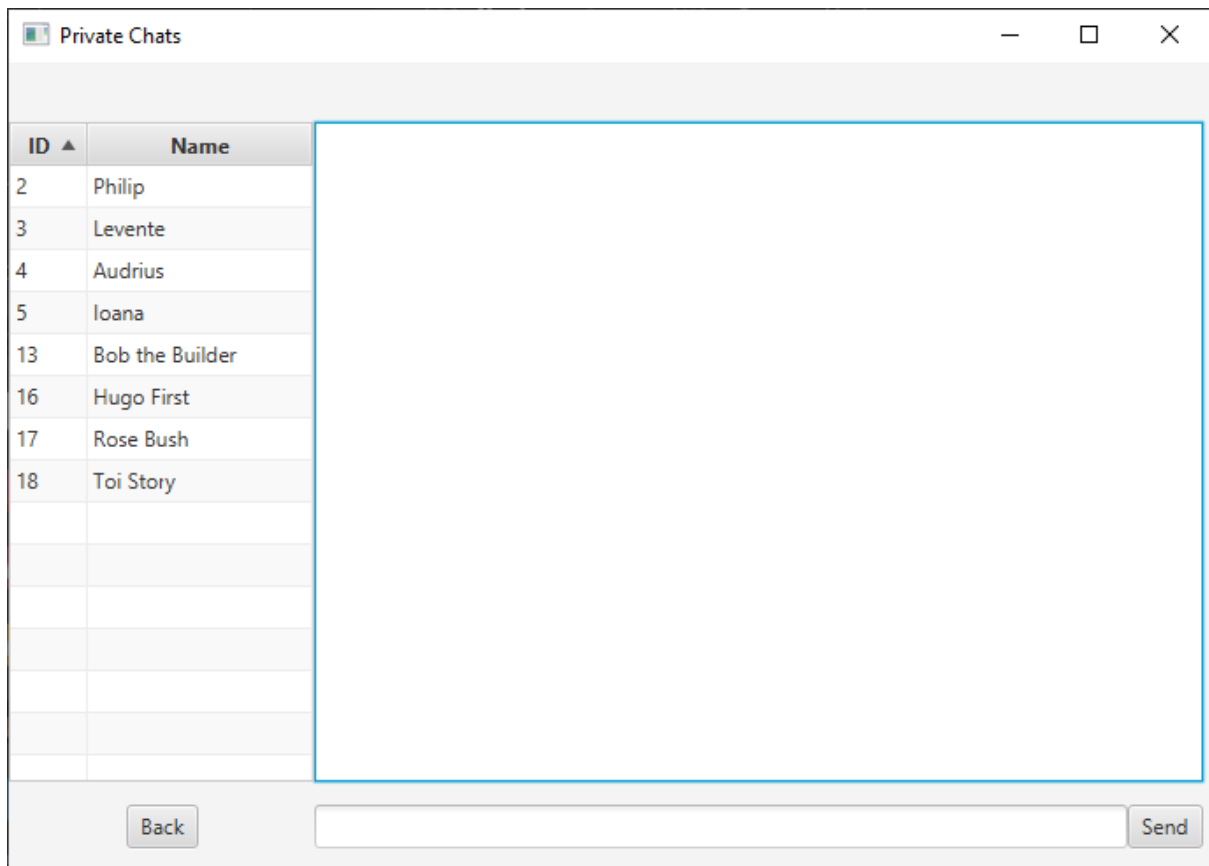 Private Chats
ID Name
2 Philip
3 Levente
4 Audrius
5 Ioana
13 Bob the Builder
16 Hugo First
17 Rose Bush
18 Toi Story
Back Send